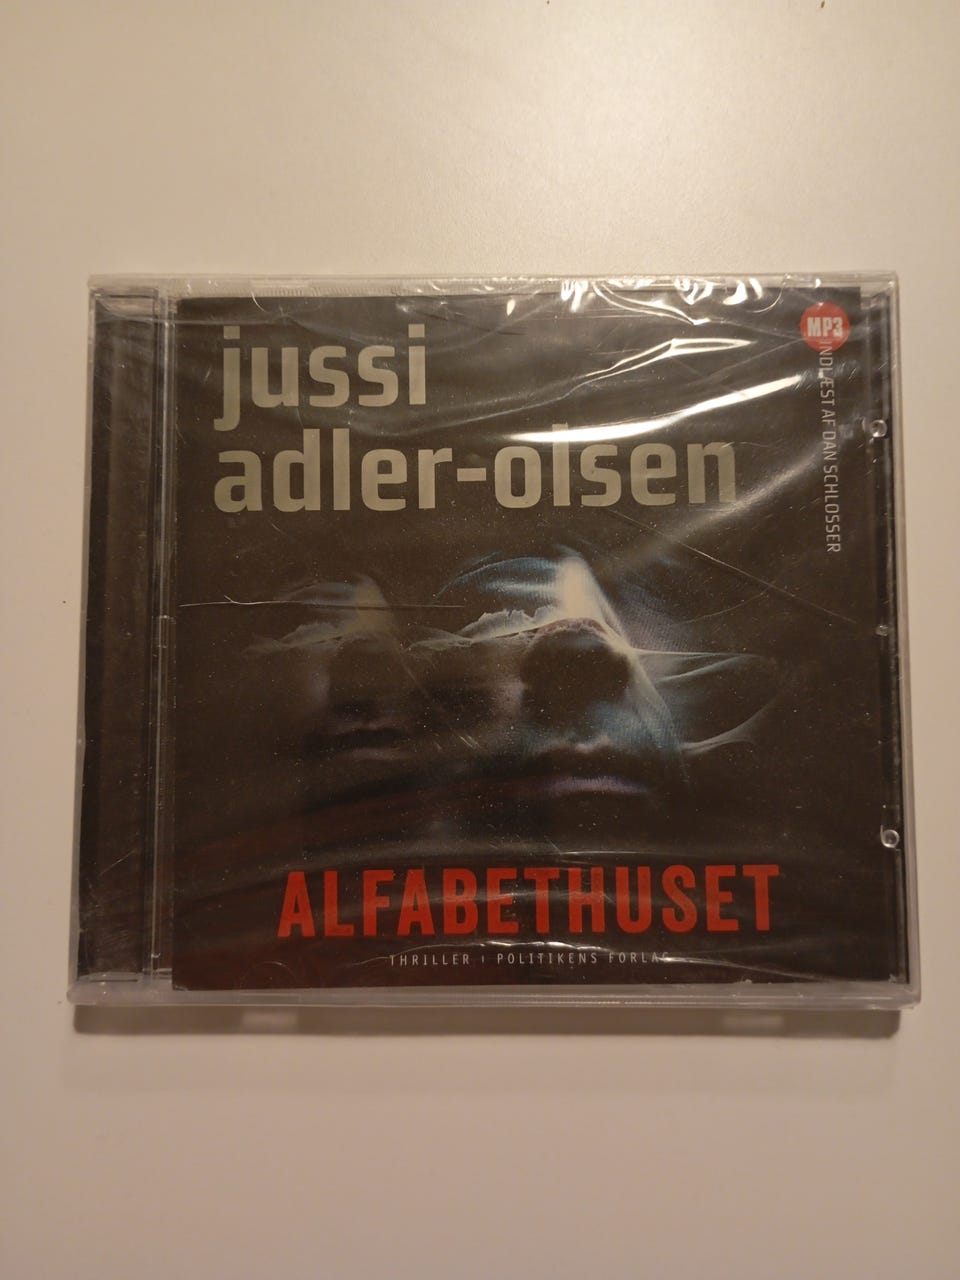 jussi
adler-olsen
MP3
INDLÆST AF DAN SCHLOSSER
ALFABETHUSET
THRILLER | POLITIKENS FORLAG